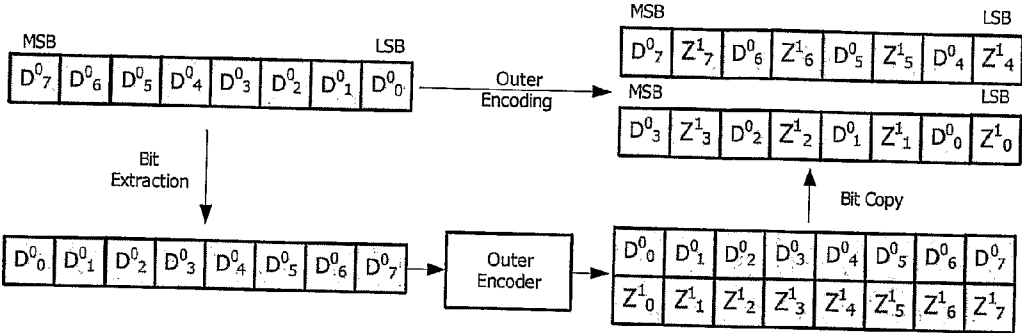 MSB LSB
D⁰₇ Z¹₇ D⁰₆ Z¹₆ D⁰₅ Z¹₅ D⁰₄ Z¹₄
MSB LSB
D⁰₇ D⁰₆ D⁰₅ D⁰₄ D⁰₃ D⁰₂ D⁰₁ D⁰₀
Outer
Encoding
MSB LSB
D⁰₃ Z¹₃ D⁰₂ Z¹₂ D⁰₁ Z¹₁ D⁰₀ Z¹₀
Bit
Extraction
Bit Copy
D⁰₀ D⁰₁ D⁰₂ D⁰₃ D⁰₄ D⁰₅ D⁰₆ D⁰₇
Outer
Encoder
D⁰₀ D⁰₁ D⁰₂ D⁰₃ D⁰₄ D⁰₅ D⁰₆ D⁰₇
Z¹₀ Z¹₁ Z¹₂ Z¹₃ Z¹₄ Z¹₅ Z¹₆ Z¹₇